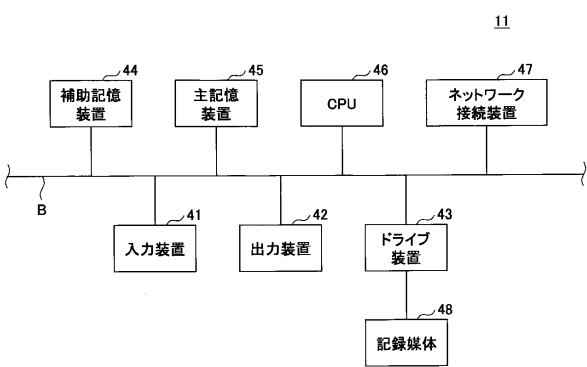 11
44
補助記憶
装置
45
主記憶
装置
46
CPU
47
ネットワーク
接続装置
B
41
入力装置
42
出力装置
43
ドライブ
装置
48
記録媒体